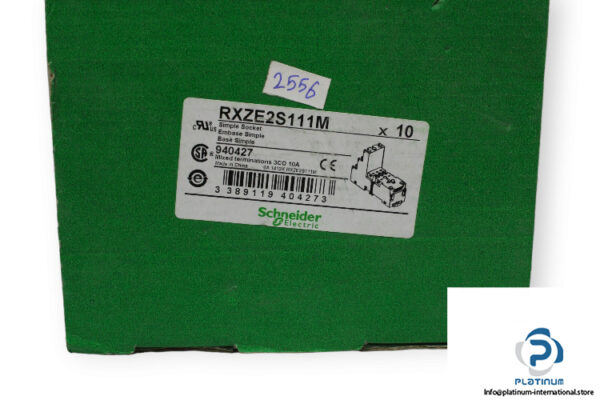 2556
RXZE2S111M x 10
Simple Socket
Embase Simple
Base Simple
940427
Mixed terminations 3CO 10A
Made in China
3 389119 404273
Schneider
Electric
PLATINUM
Info@platinum-international.store